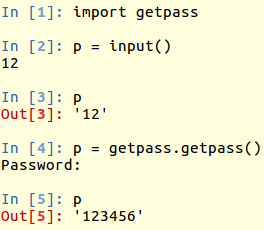 In [1]: import getpass
In [2]: p = input()
12
In [3]: p
Out[3]: '12'
In [4]: p = getpass.getpass()
Password:
In [5]: p
Out[5]: '123456'